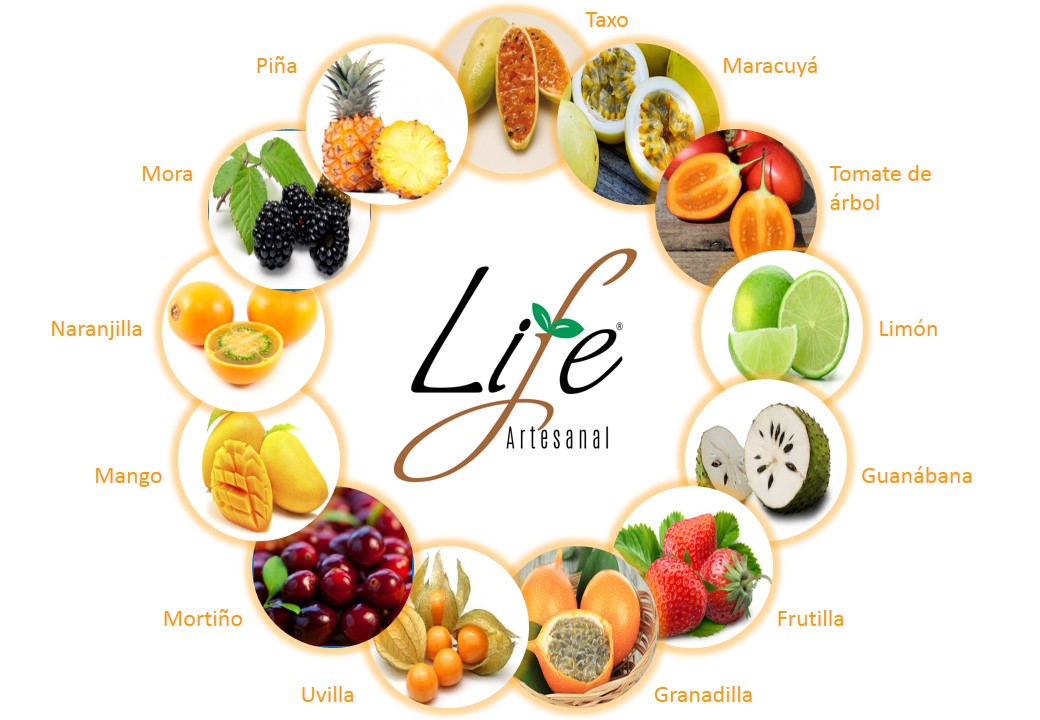 Taxo
Piña
Maracuyá
Mora
Tomate de
árbol
Naranjilla
Life®
Limón
Artesanal
Mango
Guanábana
Mortiño
Frutilla
Uvilla
Granadilla